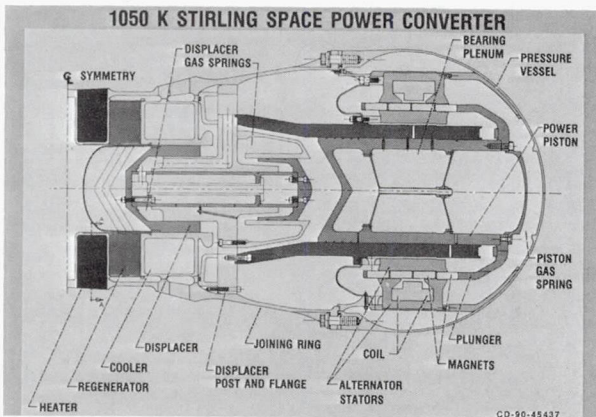 1050 K STIRLING SPACE POWER CONVERTER
DISPLACER
GAS SPRINGS
BEARING
PLENUM
PRESSURE
VESSEL
℄ SYMMETRY
POWER
PISTON
PISTON
GAS
SPRING
PLUNGER
MAGNETS
COIL
ALTERNATOR
STATORS
JOINING RING
DISPLACER
POST AND FLANGE
DISPLACER
COOLER
REGENERATOR
HEATER
A
A
CD-90-45437